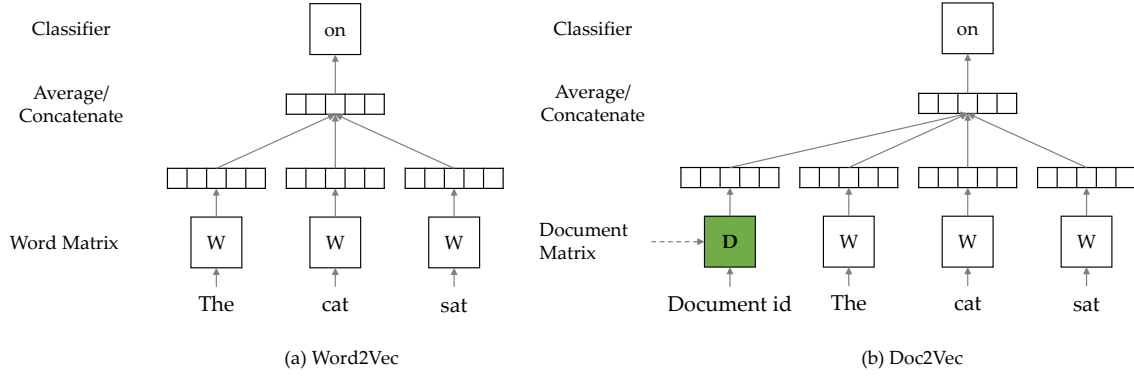 Classifier
on
Average/
Concatenate
Word Matrix
W
W
W
The
cat
sat
(a) Word2Vec
Classifier
on
Average/
Concatenate
Document
Matrix
D
W
W
W
Document id
The
cat
sat
(b) Doc2Vec